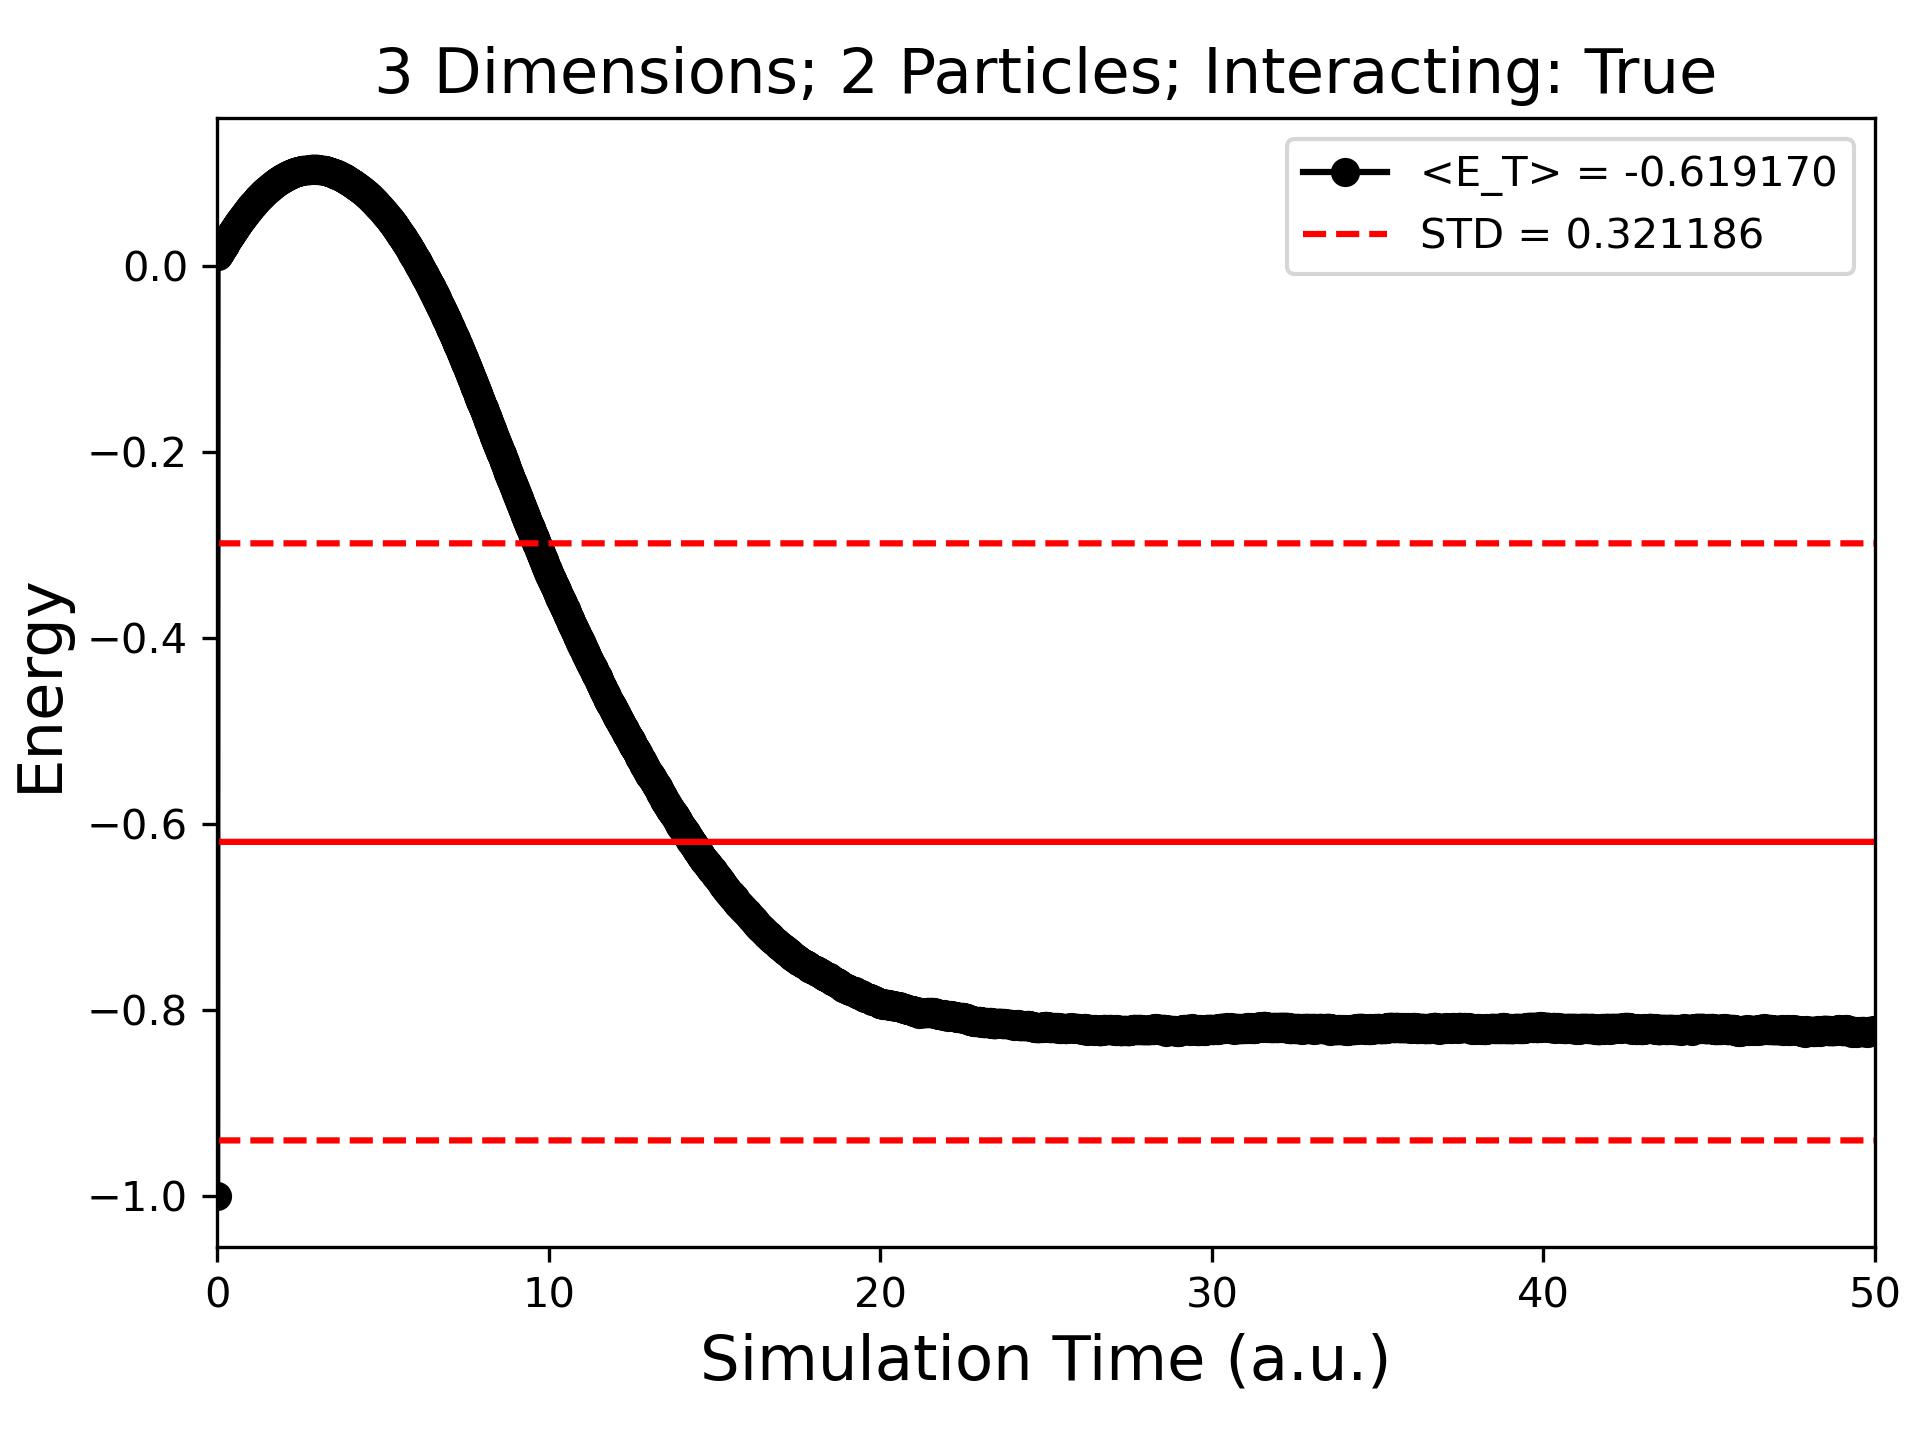 3 Dimensions; 2 Particles; Interacting: True
<E_T> = -0.619170
STD = 0.321186
0.0
−0.2
−0.4
−0.6
−0.8
−1.0
Energy
0 10 20 30 40 50
Simulation Time (a.u.)